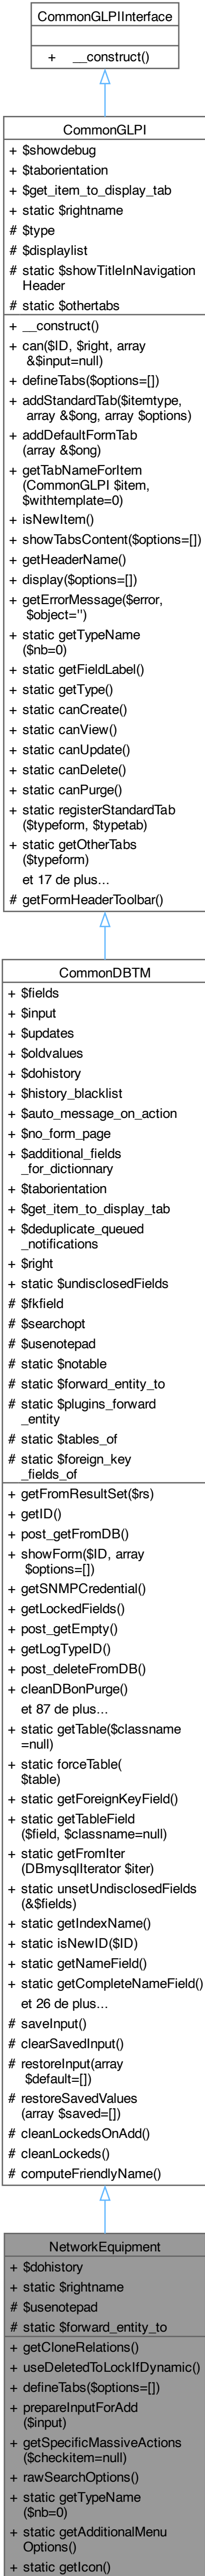 CommonGLPIInterface
+ __construct()
CommonGLPI
+ $showdebug
+ $taborientation
+ $get_item_to_display_tab
+ static $rightname
# $type
# $displaylist
# static $showTitleInNavigation
Header
# static $othertabs
+ __construct()
+ can($ID, $right, array
&$input=null)
+ defineTabs($options=[])
+ addStandardTab($itemtype,
array &$ong, array $options)
+ addDefaultFormTab
(array &$ong)
+ getTabNameForItem
(CommonGLPI $item,
$withtemplate=0)
+ isNewItem()
+ showTabsContent($options=[])
+ getHeaderName()
+ display($options=[])
+ getErrorMessage($error,
$object='')
+ static getTypeName
($nb=0)
+ static getFieldLabel()
+ static getType()
+ static canCreate()
+ static canView()
+ static canUpdate()
+ static canDelete()
+ static canPurge()
+ static registerStandardTab
($typeform, $typetab)
+ static getOtherTabs
($typeform)
et 17 de plus...
# getFormHeaderToolbar()
CommonDBTM
+ $fields
+ $input
+ $updates
+ $oldvalues
+ $dohistory
+ $history_blacklist
+ $auto_message_on_action
+ $no_form_page
+ $additional_fields
_for_dictionnary
+ $taborientation
+ $get_item_to_display_tab
+ $deduplicate_queued
_notifications
+ $right
+ static $undisclosedFields
# $fkfield
# $searchopt
# $usenotepad
# static $notable
# static $forward_entity_to
# static $plugins_forward
_entity
# static $tables_of
# static $foreign_key
_fields_of
+ getFromResultSet($rs)
+ getID()
+ post_getFromDB()
+ showForm($ID, array
$options=[])
+ getSNMPCredential()
+ getLockedFields()
+ post_getEmpty()
+ getLogTypeID()
+ post_deleteFromDB()
+ cleanDBonPurge()
et 87 de plus...
+ static getTable($classname
=null)
+ static forceTable(
$table)
+ static getForeignKeyField()
+ static getTableField
($field, $classname=null)
+ static getFromIter
(DBmysqlIterator $iter)
+ static unsetUndisclosedFields
(&$fields)
+ static getIndexName()
+ static isNewID($ID)
+ static getNameField()
+ static getCompleteNameField()
et 26 de plus...
# saveInput()
# clearSavedInput()
# restoreInput(array
$default=[])
# restoreSavedValues
(array $saved=[])
# cleanLockedsOnAdd()
# cleanLockeds()
# computeFriendlyName()
NetworkEquipment
+ $dohistory
+ static $rightname
# $usenotepad
# static $forward_entity_to
+ getCloneRelations()
+ useDeletedToLockIfDynamic()
+ defineTabs($options=[])
+ prepareInputForAdd
($input)
+ getSpecificMassiveActions
($checkitem=null)
+ rawSearchOptions()
+ static getTypeName
($nb=0)
+ static getAdditionalMenu
Options()
+ static getIcon()